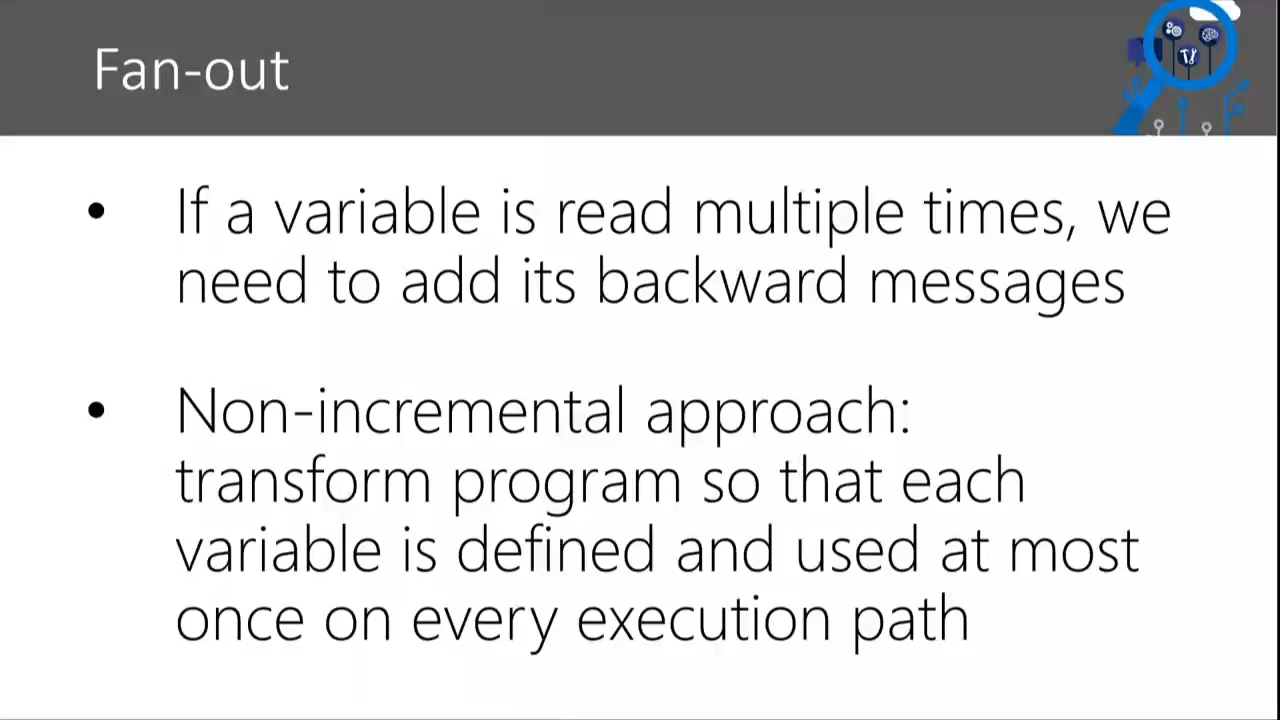 Fan-out
• If a variable is read multiple times, we
need to add its backward messages
• Non-incremental approach:
transform program so that each
variable is defined and used at most
once on every execution path